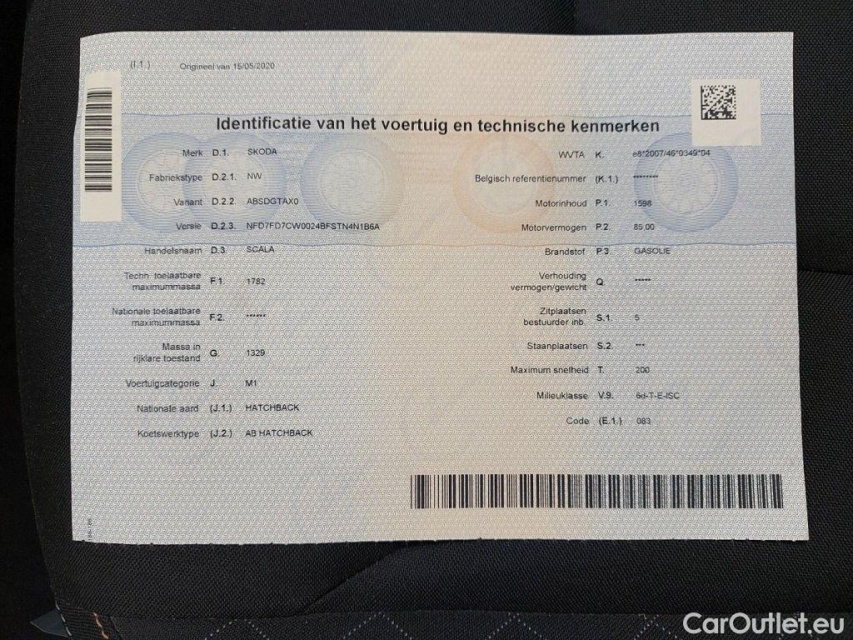 (I.1.) Origineel van 15/05/2020
Identificatie van het voertuig en technische kenmerken
Merk D.1. SKODA
Fabriekstype D.2.1. NW
Variant D.2.2. ABSDGTAX0
Versie D.2.3. NFD7FD7CW0024BFSTN4N1B6A
Handelsnaam D.3. SCALA
Techn toelaatbare
maximummassa F.1. 1782
Nationale toelaatbare
maximummassa F.2. ******
Massa in
rijklare toestand G. 1329
Voertuigcategorie J. M1
Nationale aard (J.1.) HATCHBACK
Koetswerktype (J.2.) AB HATCHBACK
WVTA K. e8*2007/46*0349*04
Belgisch referentienummer (K.1.) ********
Motorinhoud P.1. 1598
Motorvermogen P.2. 85.00
Brandstof P.3. GASOLIE
Verhouding
vermogen/gewicht Q. *****
Zitplaatsen
bestuurder inb. S.1. 5
Staanplaatsen S.2. ***
Maximum snelheid T. 200
Milieuklasse V.9. 6d-T-E-ISC
Code (E.1.) 083
CarOutlet.eu